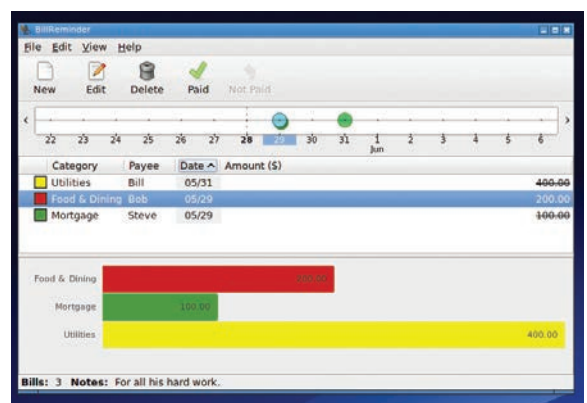 BillReminder
File Edit View Help
New Edit Delete Paid Not Paid
22 23 24 25 26 27 28 29 30 31 1 2 3 4 5 6
Jun
Category Payee Date Amount ($)
Utilities Bill 05/31 400.00
Food & Dining Bob 05/29 200.00
Mortgage Steve 05/29 100.00
Food & Dining 200.00
Mortgage 100.00
Utilities 400.00
Bills: 3 Notes: For all his hard work.